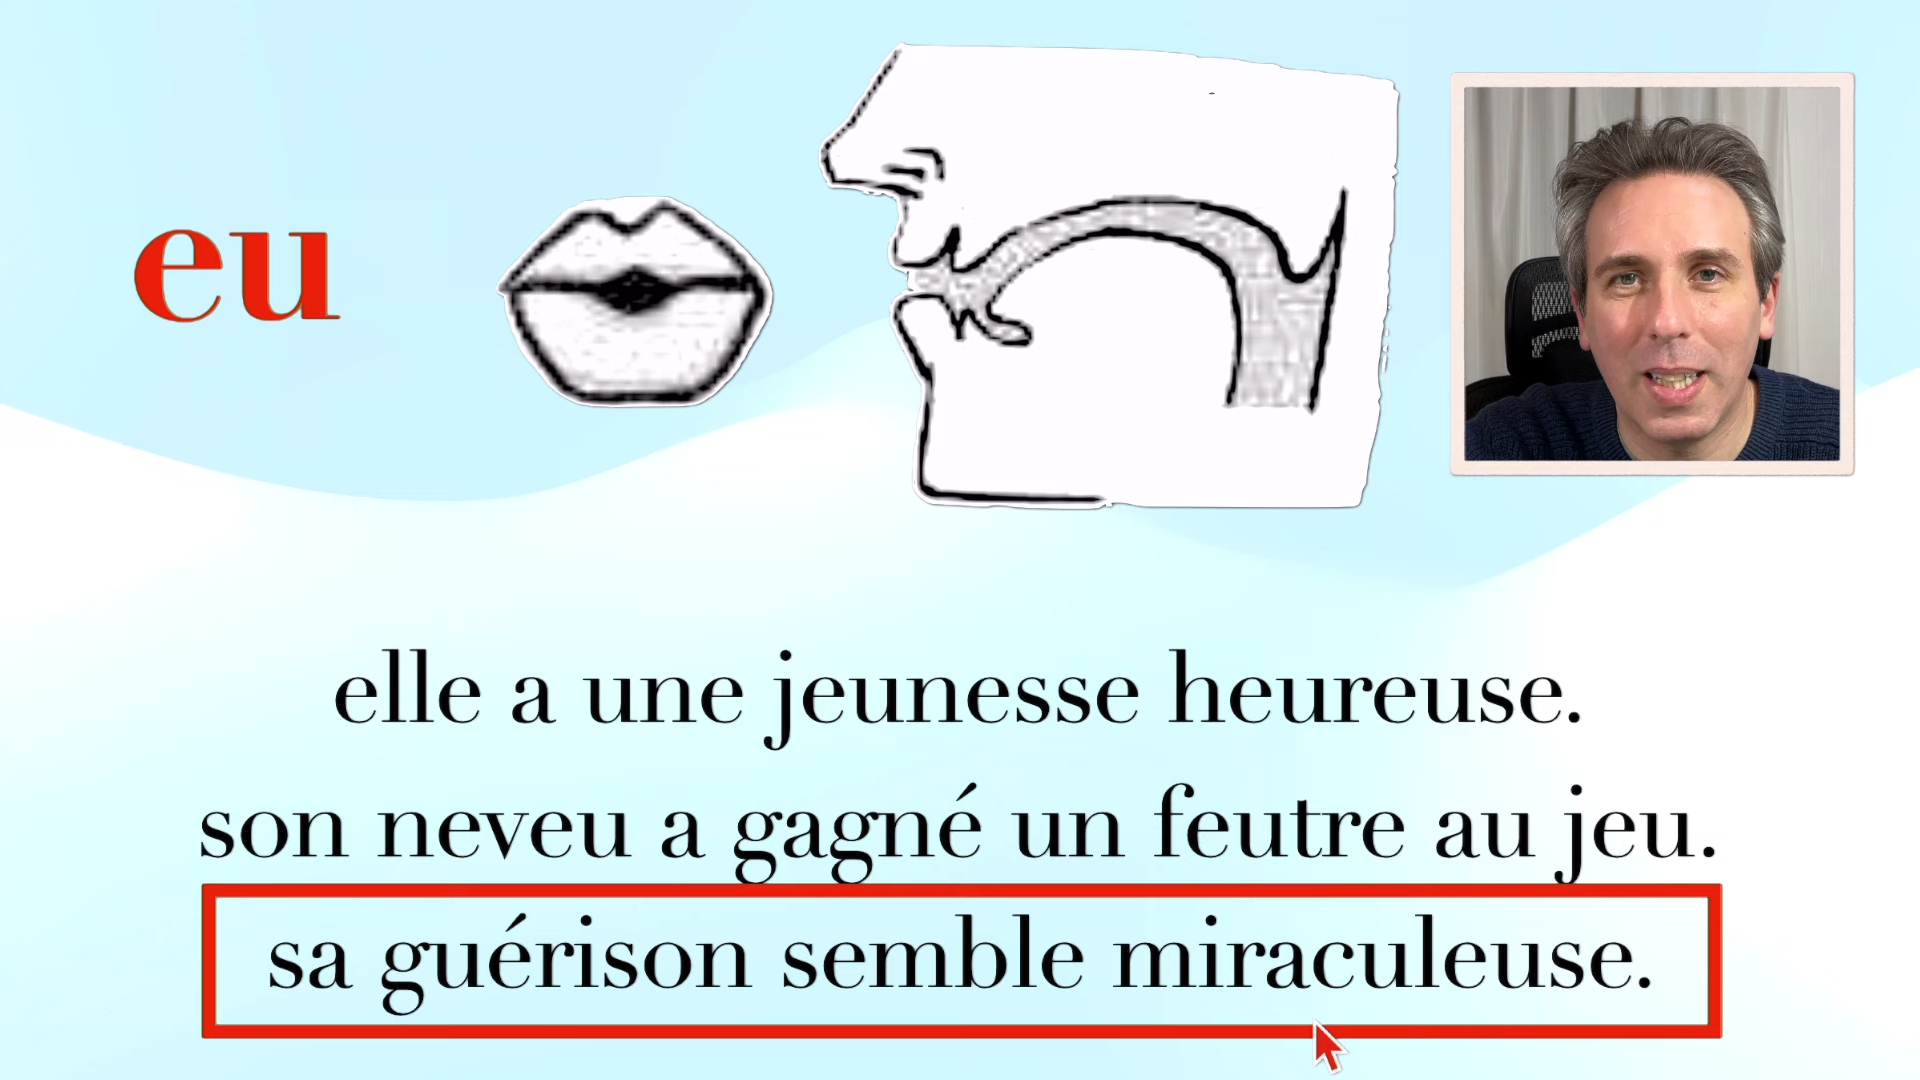 eu
elle a une jeunesse heureuse.
son neveu a gagné un feutre au jeu.
sa guérison semble miraculeuse.